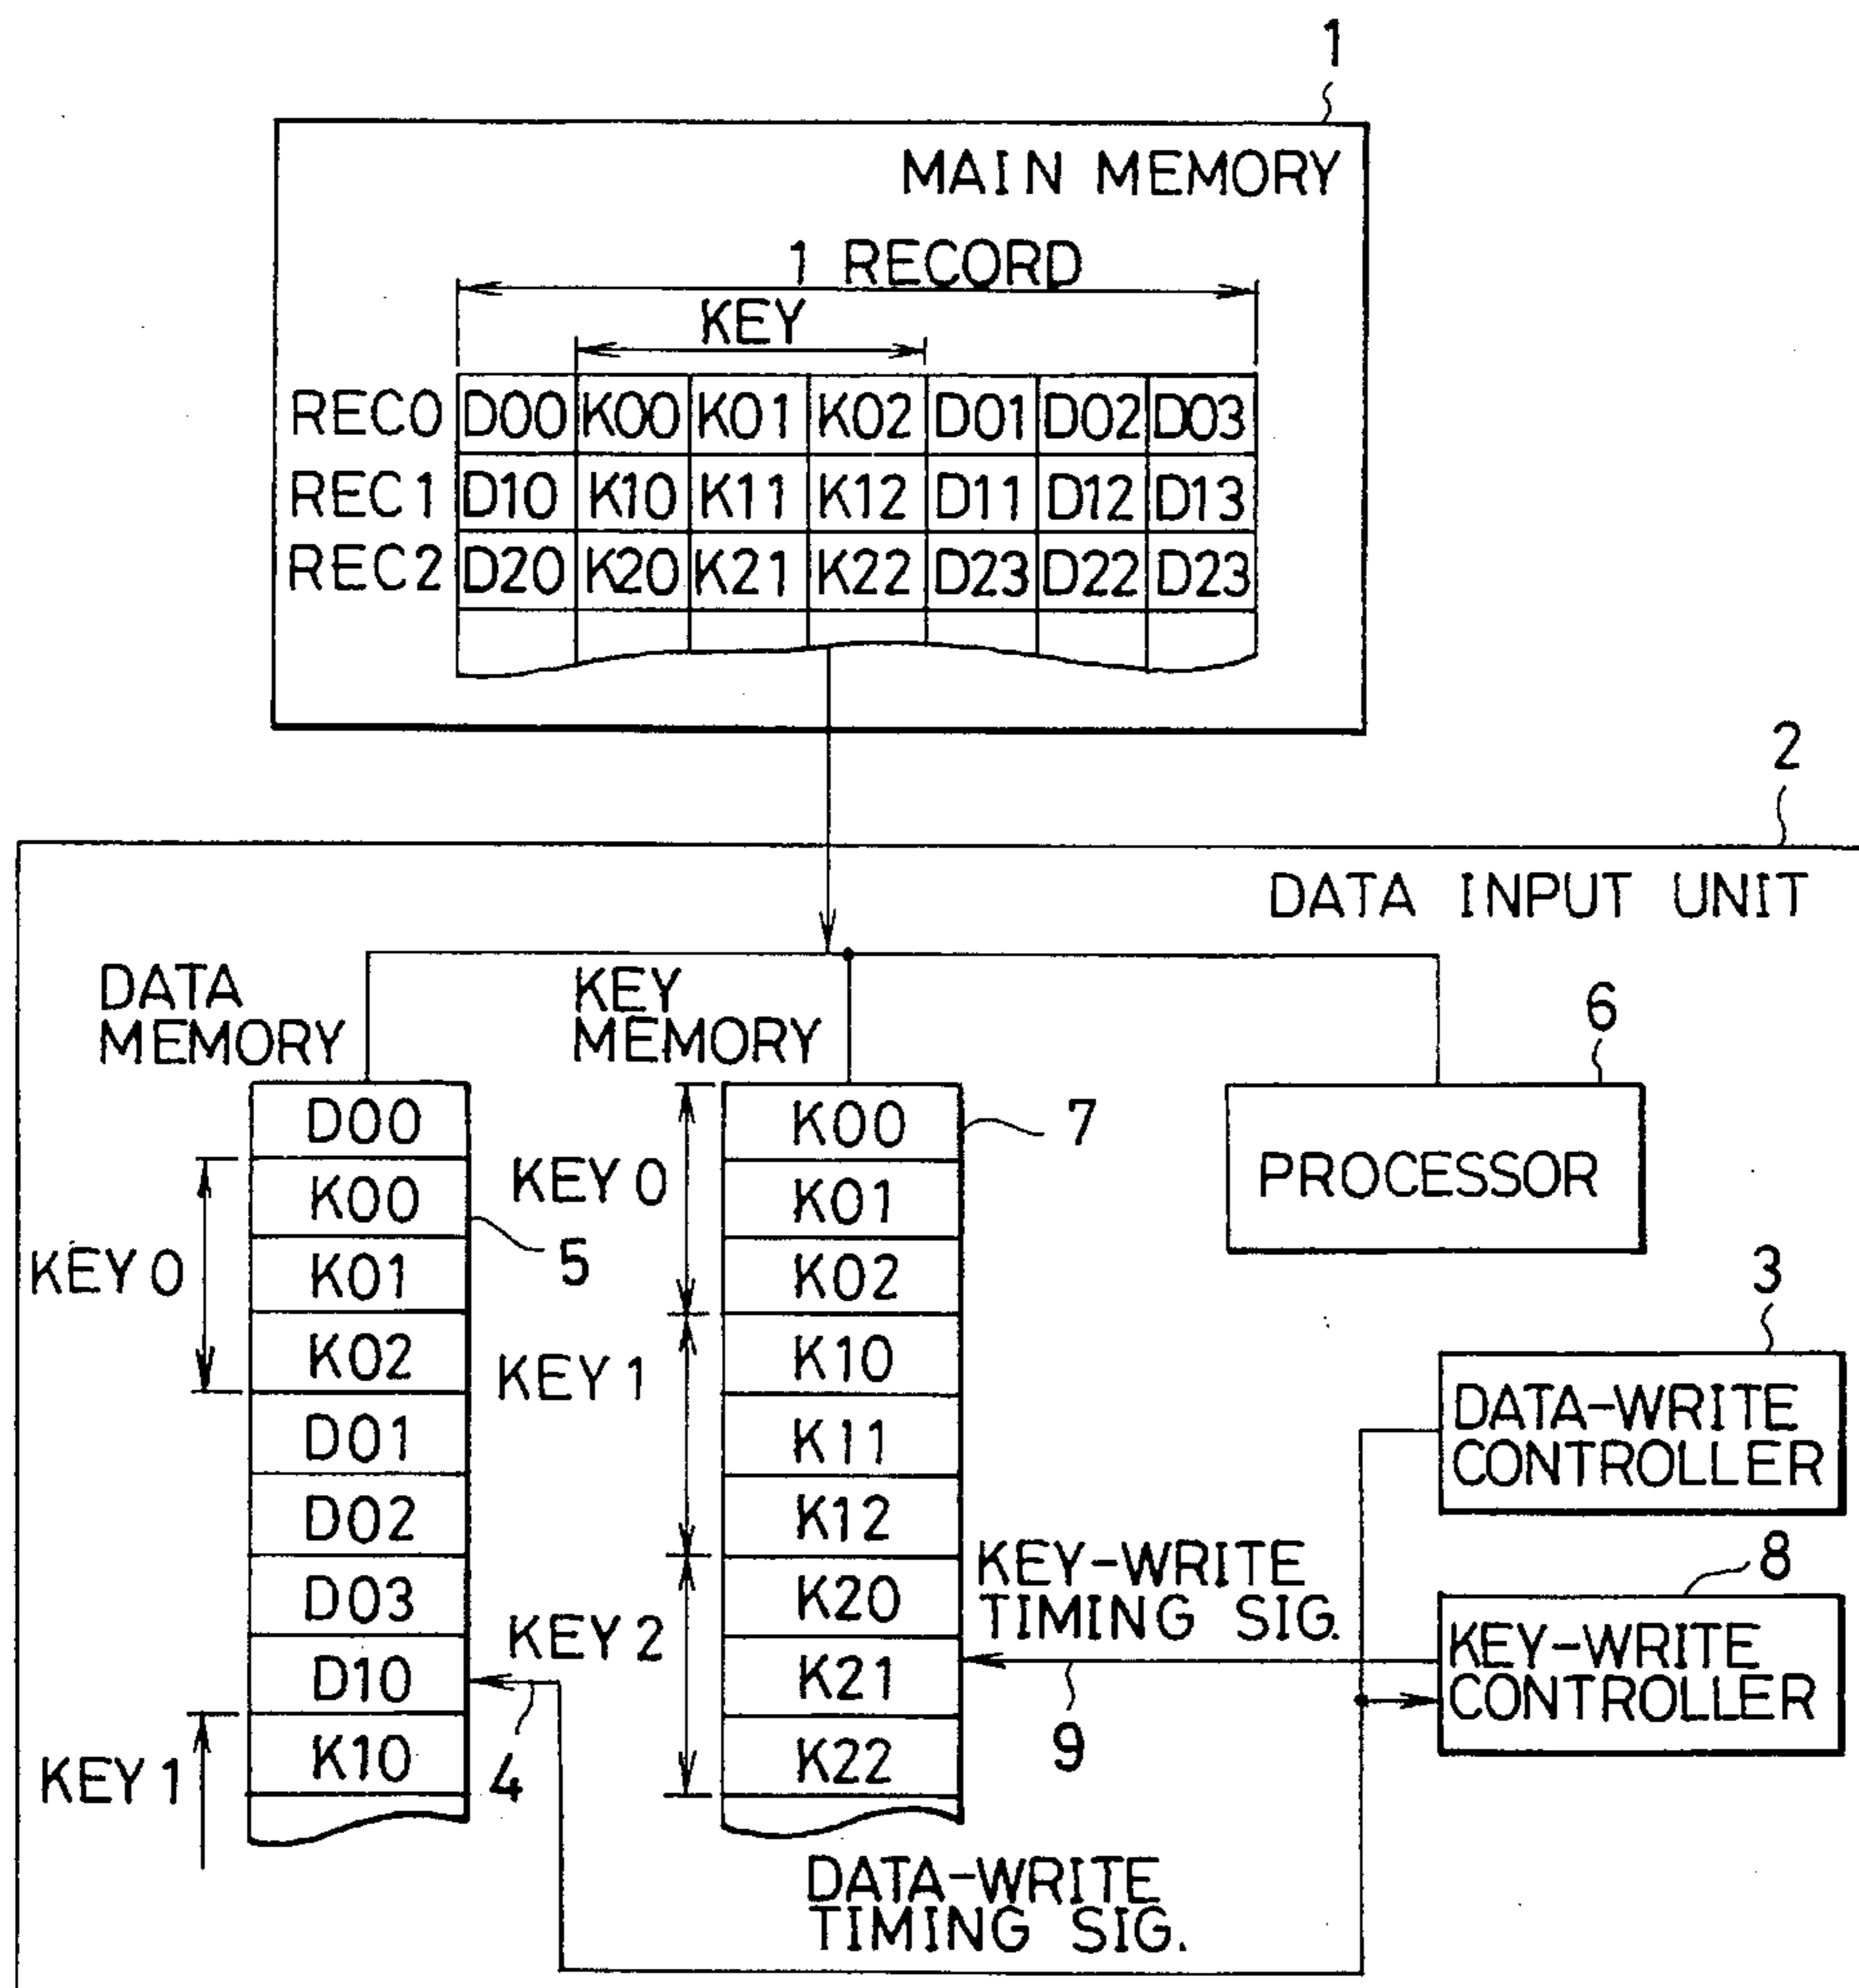 1
MAIN MEMORY
1 RECORD
KEY
REC0 D00 K00 K01 K02 D01 D02 D03
REC1 D10 K10 K11 K12 D11 D12 D13
REC2 D20 K20 K21 K22 D23 D22 D23
2
DATA INPUT UNIT
DATA
MEMORY
KEY
MEMORY
6
PROCESSOR
D00
K00
K01
K02
D01
D02
D03
D10
K10
KEY 0
KEY 1
5
4
K00
K01
K02
K10
K11
K12
K20
K21
K22
KEY 0
KEY 1
KEY 2
7
3
DATA-WRITE
CONTROLLER
8
KEY-WRITE
CONTROLLER
KEY-WRITE
TIMING SIG.
9
DATA-WRITE
TIMING SIG.